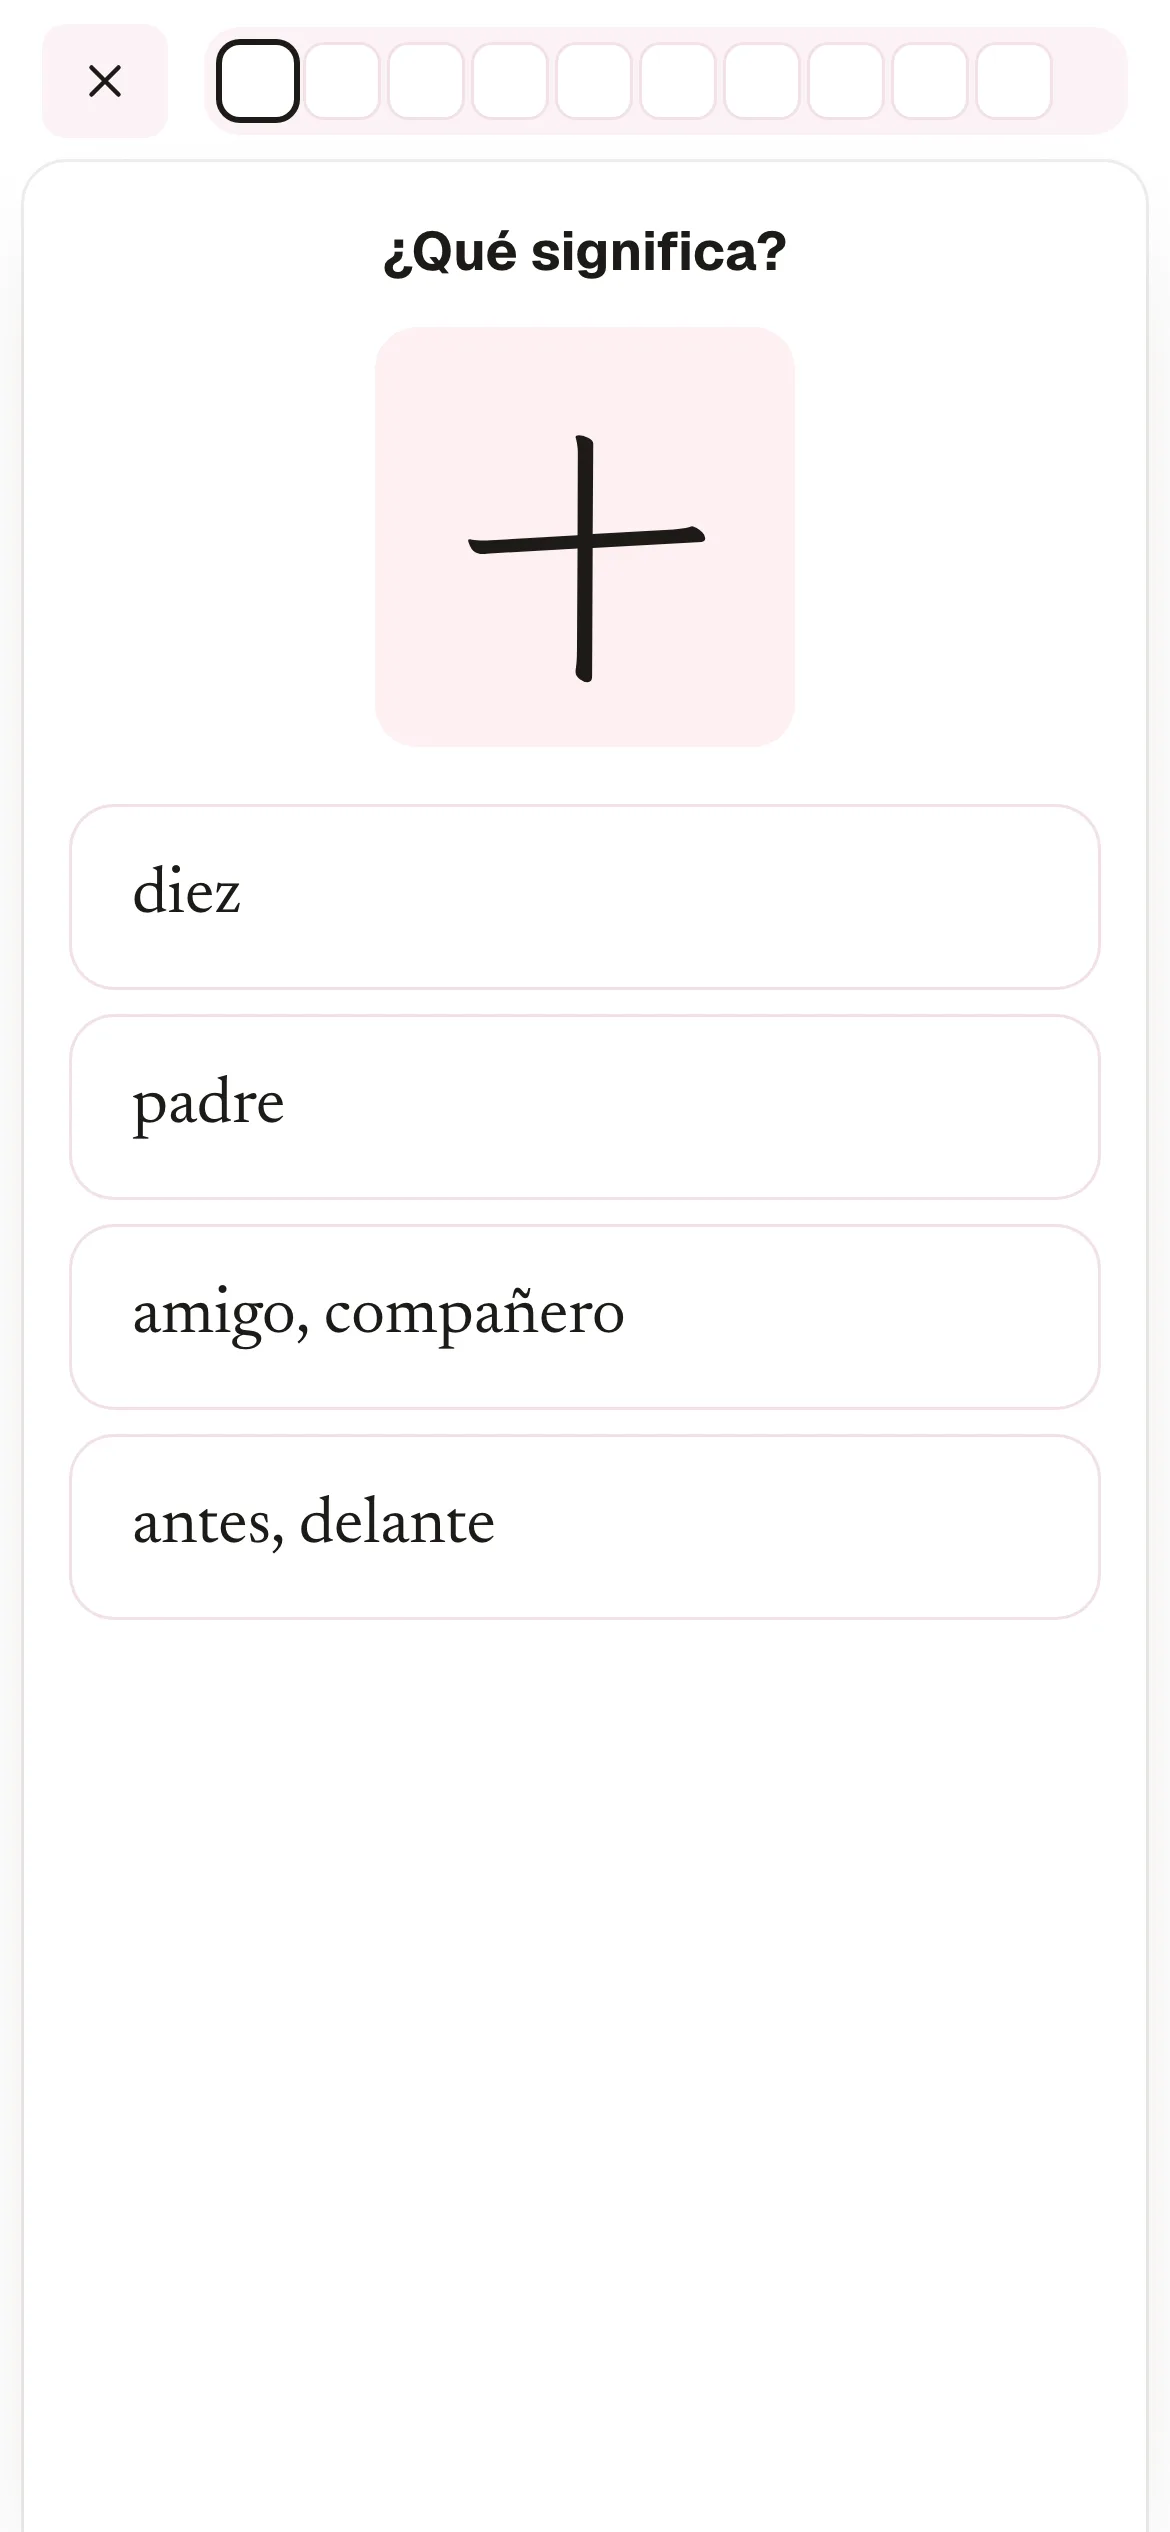 ¿Qué significa?
十
diez
padre
amigo, compañero
antes, delante